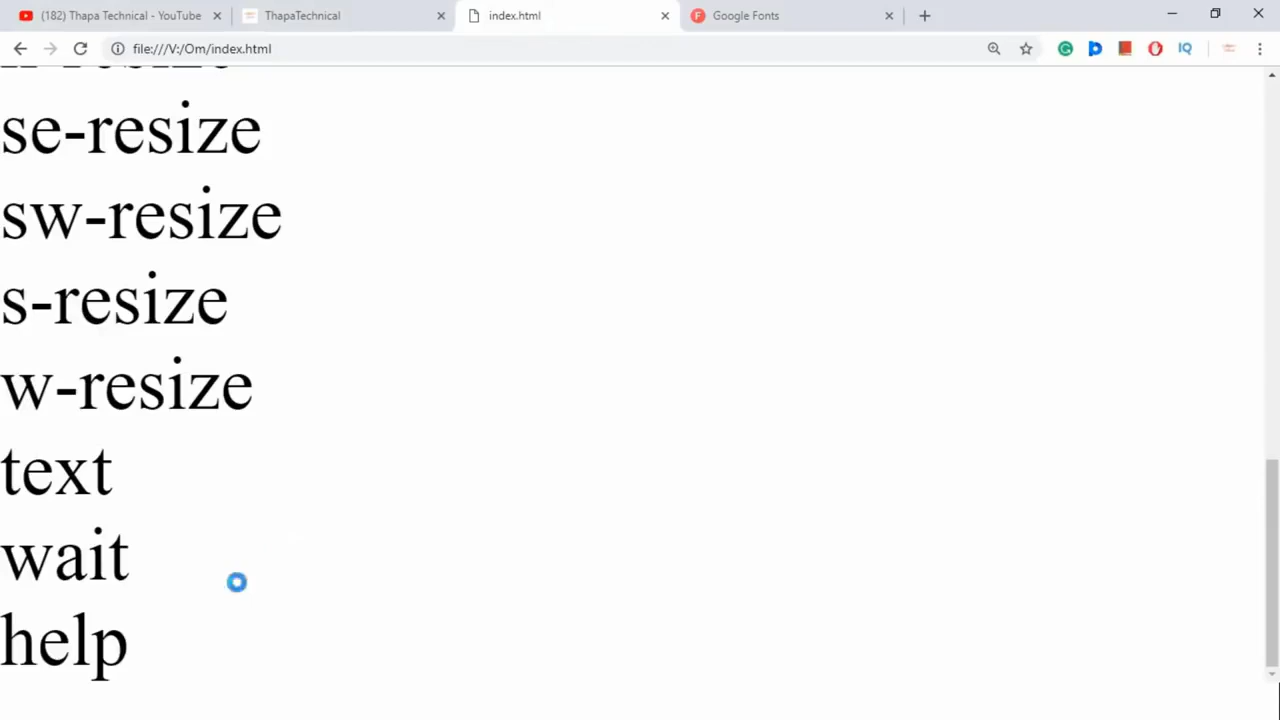 (182) Thapa Technical - YouTube
ThapaTechnical
index.html
Google Fonts
file:///V:/Om/index.html
se-resize
sw-resize
s-resize
w-resize
text
wait
help